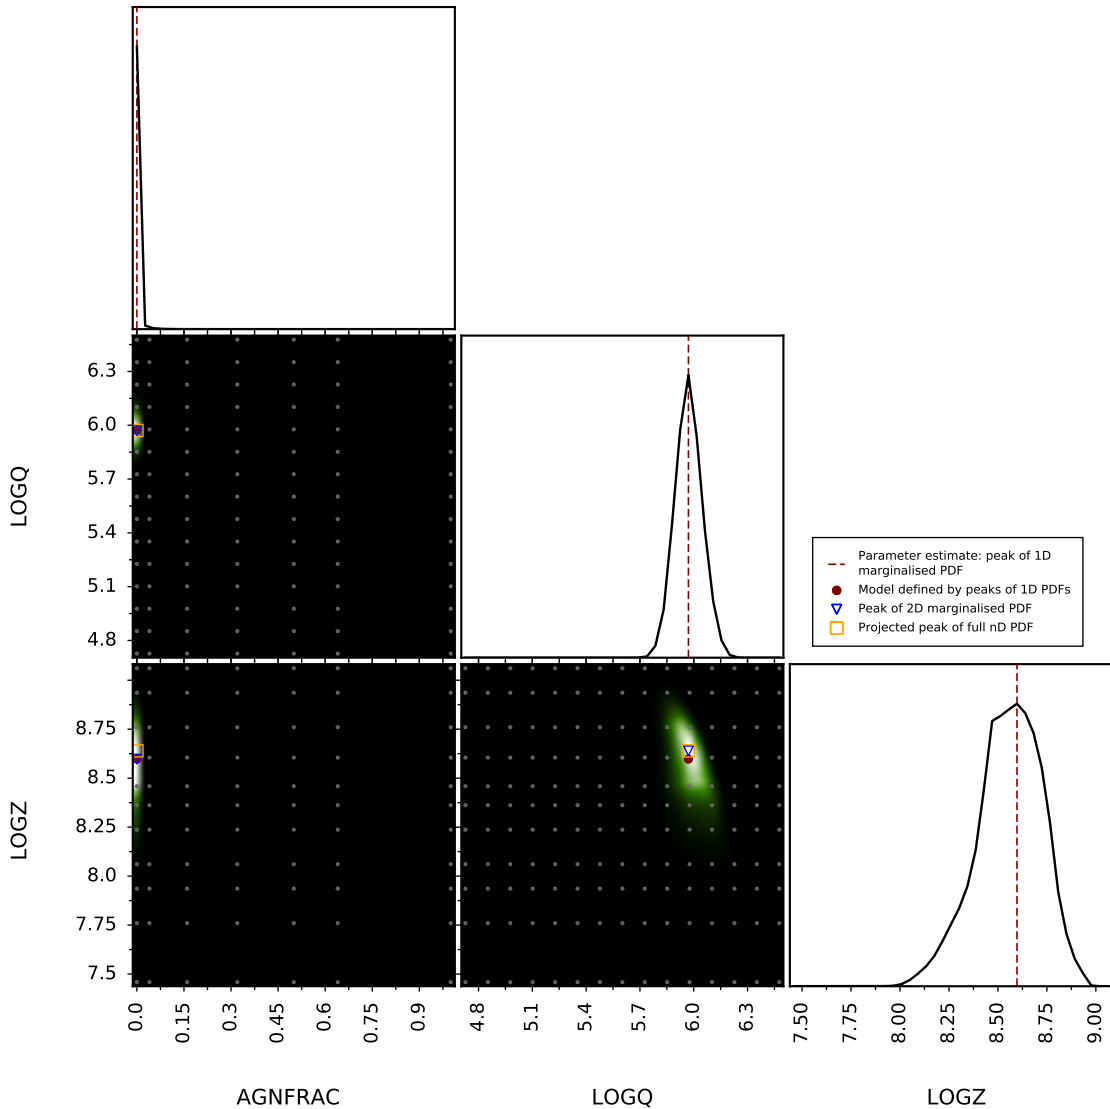 6.3
6.0
5.7
5.4
5.1
4.8
LOGQ
Parameter estimate: peak of 1D
marginalised PDF
Model defined by peaks of 1D PDFs
Peak of 2D marginalised PDF
Projected peak of full nD PDF
8.75
8.5
8.25
8.0
7.75
7.5
LOGZ
0.0 0.15 0.3 0.45 0.6 0.75 0.9
4.8 5.1 5.4 5.7 6.0 6.3
7.50 7.75 8.00 8.25 8.50 8.75 9.00
AGNFRAC LOGQ LOGZ